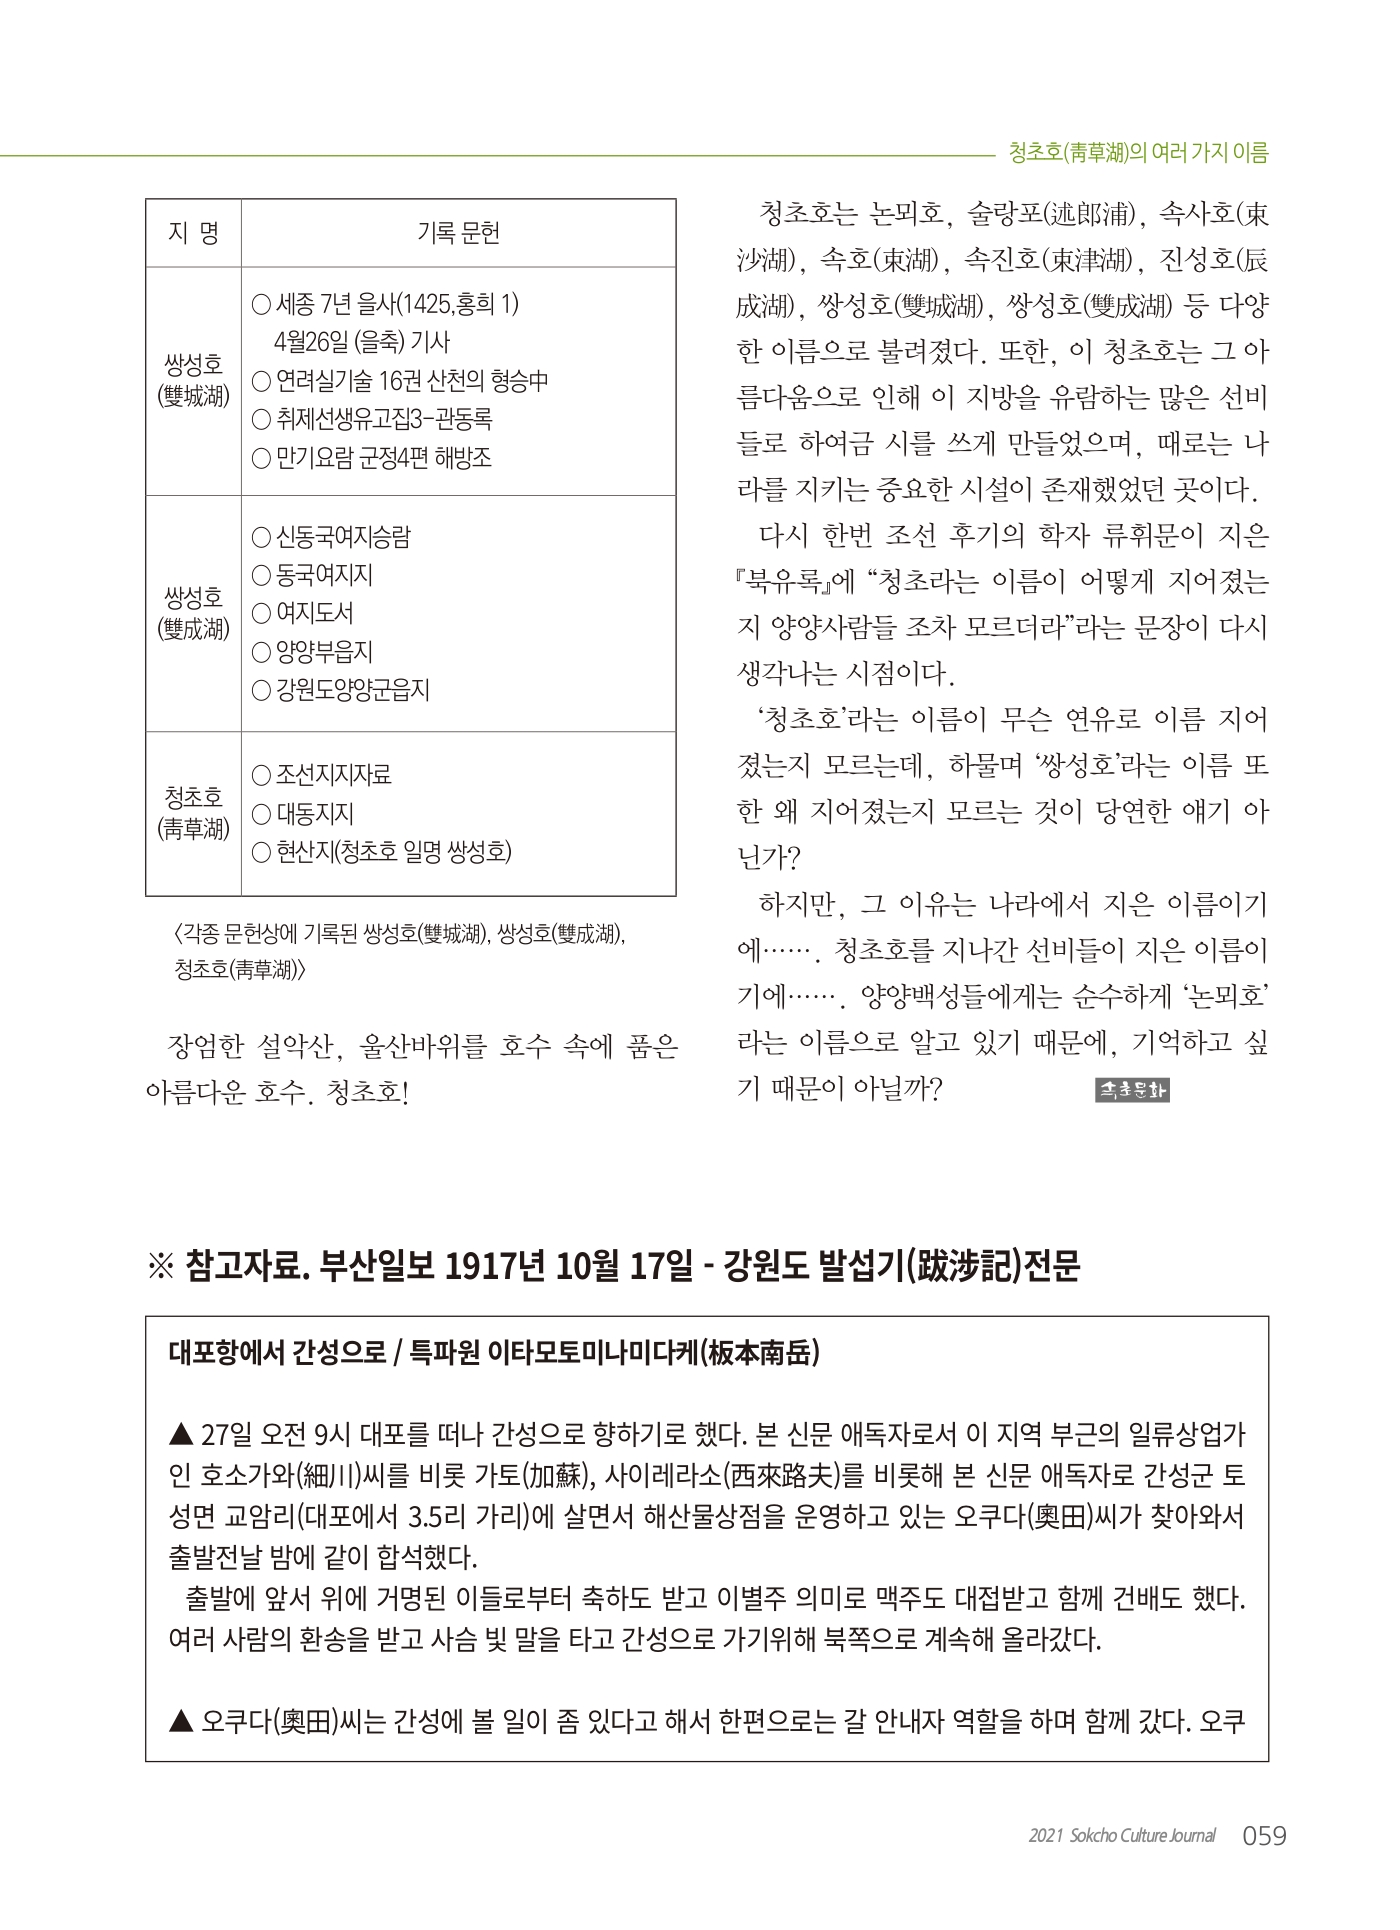 청초호(靑草湖)의 여러 가지 이름
지 명 기록 문헌
쌍성호
(雙城湖)
○ 세종 7년 을사(1425,홍희 1)
4월26일 (을축) 기사
○ 연려실기술 16권 산천의 형승中
○ 취제선생유고집3-관동록
○ 만기요람 군정4편 해방조
쌍성호
(雙成湖)
○ 신동국여지승람
○ 동국여지지
○ 여지도서
○ 양양부읍지
○ 강원도양양군읍지
청초호
(靑草湖)
○ 조선지지자료
○ 대동지지
○ 현산지(청초호 일명 쌍성호)
〈각종 문헌상에 기록된 쌍성호(雙城湖), 쌍성호(雙成湖),
청초호(靑草湖)〉
장엄한 설악산, 울산바위를 호수 속에 품은
아름다운 호수. 청초호!
청초호는 논뫼호, 술랑포(述郎浦), 속사호(束
沙湖), 속호(束湖), 속진호(束津湖), 진성호(辰
成湖), 쌍성호(雙城湖), 쌍성호(雙成湖) 등 다양
한 이름으로 불려졌다. 또한, 이 청초호는 그 아
름다움으로 인해 이 지방을 유람하는 많은 선비
들로 하여금 시를 쓰게 만들었으며, 때로는 나
라를 지키는 중요한 시설이 존재했었던 곳이다.
다시 한번 조선 후기의 학자 류휘문이 지은
『북유록』에 “청초라는 이름이 어떻게 지어졌는
지 양양사람들 조차 모르더라”라는 문장이 다시
생각나는 시점이다.
‘청초호’라는 이름이 무슨 연유로 이름 지어
졌는지 모르는데, 하물며 ‘쌍성호’라는 이름 또
한 왜 지어졌는지 모르는 것이 당연한 얘기 아
닌가?
하지만, 그 이유는 나라에서 지은 이름이기
에……. 청초호를 지나간 선비들이 지은 이름이
기에……. 양양백성들에게는 순수하게 ‘논뫼호’
라는 이름으로 알고 있기 때문에, 기억하고 싶
기 때문이 아닐까? 속초문화
※ 참고자료. 부산일보 1917년 10월 17일 - 강원도 발섭기(跋涉記)전문
대포항에서 간성으로 / 특파원 이타모토미나미다케(板本南岳)
▲ 27일 오전 9시 대포를 떠나 간성으로 향하기로 했다. 본 신문 애독자로서 이 지역 부근의 일류상업가
인 호소가와(細川)씨를 비롯 가토(加蘇), 사이레라소(西來路夫)를 비롯해 본 신문 애독자로 간성군 토
성면 교암리(대포에서 3.5리 가리)에 살면서 해산물상점을 운영하고 있는 오쿠다(奧田)씨가 찾아와서
출발전날 밤에 같이 합석했다.
출발에 앞서 위에 거명된 이들로부터 축하도 받고 이별주 의미로 맥주도 대접받고 함께 건배도 했다.
여러 사람의 환송을 받고 사슴 빛 말을 타고 간성으로 가기위해 북쪽으로 계속해 올라갔다.
▲ 오쿠다(奧田)씨는 간성에 볼 일이 좀 있다고 해서 한편으로는 갈 안내자 역할을 하며 함께 갔다. 오쿠
2021 Sokcho Culture Journal 059